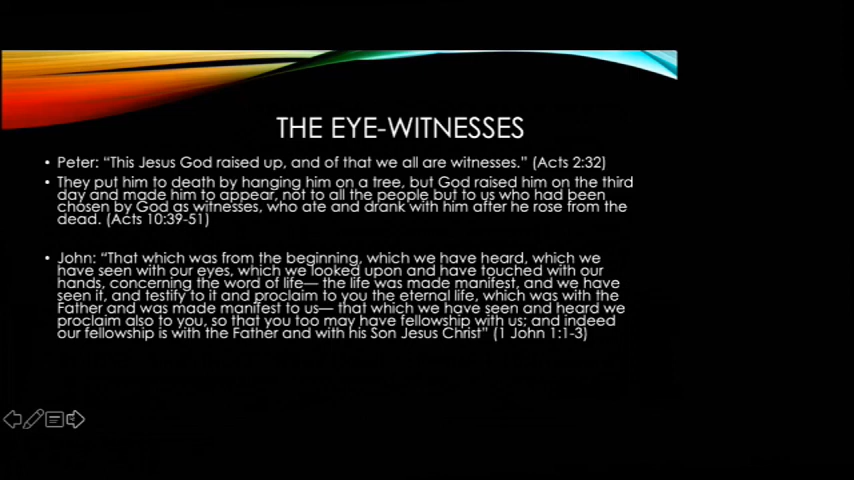 THE EYE-WITNESSES
• Peter: “This Jesus God raised up, and of that we all are witnesses.” (Acts 2:32)
• They put him to death by hanging him on a tree, but God raised him on the third
day and made him to appear, not to all the people but to us who had been
chosen by God as witnesses, who ate and drank with him after he rose from the
dead. (Acts 10:39-51)
• John: “That which was from the beginning, which we have heard, which we
have seen with our eyes, which we looked upon and have touched with our
hands, concerning the word of life— the life was made manifest, and we have
seen it, and testify to it and proclaim to you the eternal life, which was with the
Father and was made manifest to us— that which we have seen and heard we
proclaim also to you, so that you too may have fellowship with us; and indeed
our fellowship is with the Father and with his Son Jesus Christ” (1 John 1:1-3)